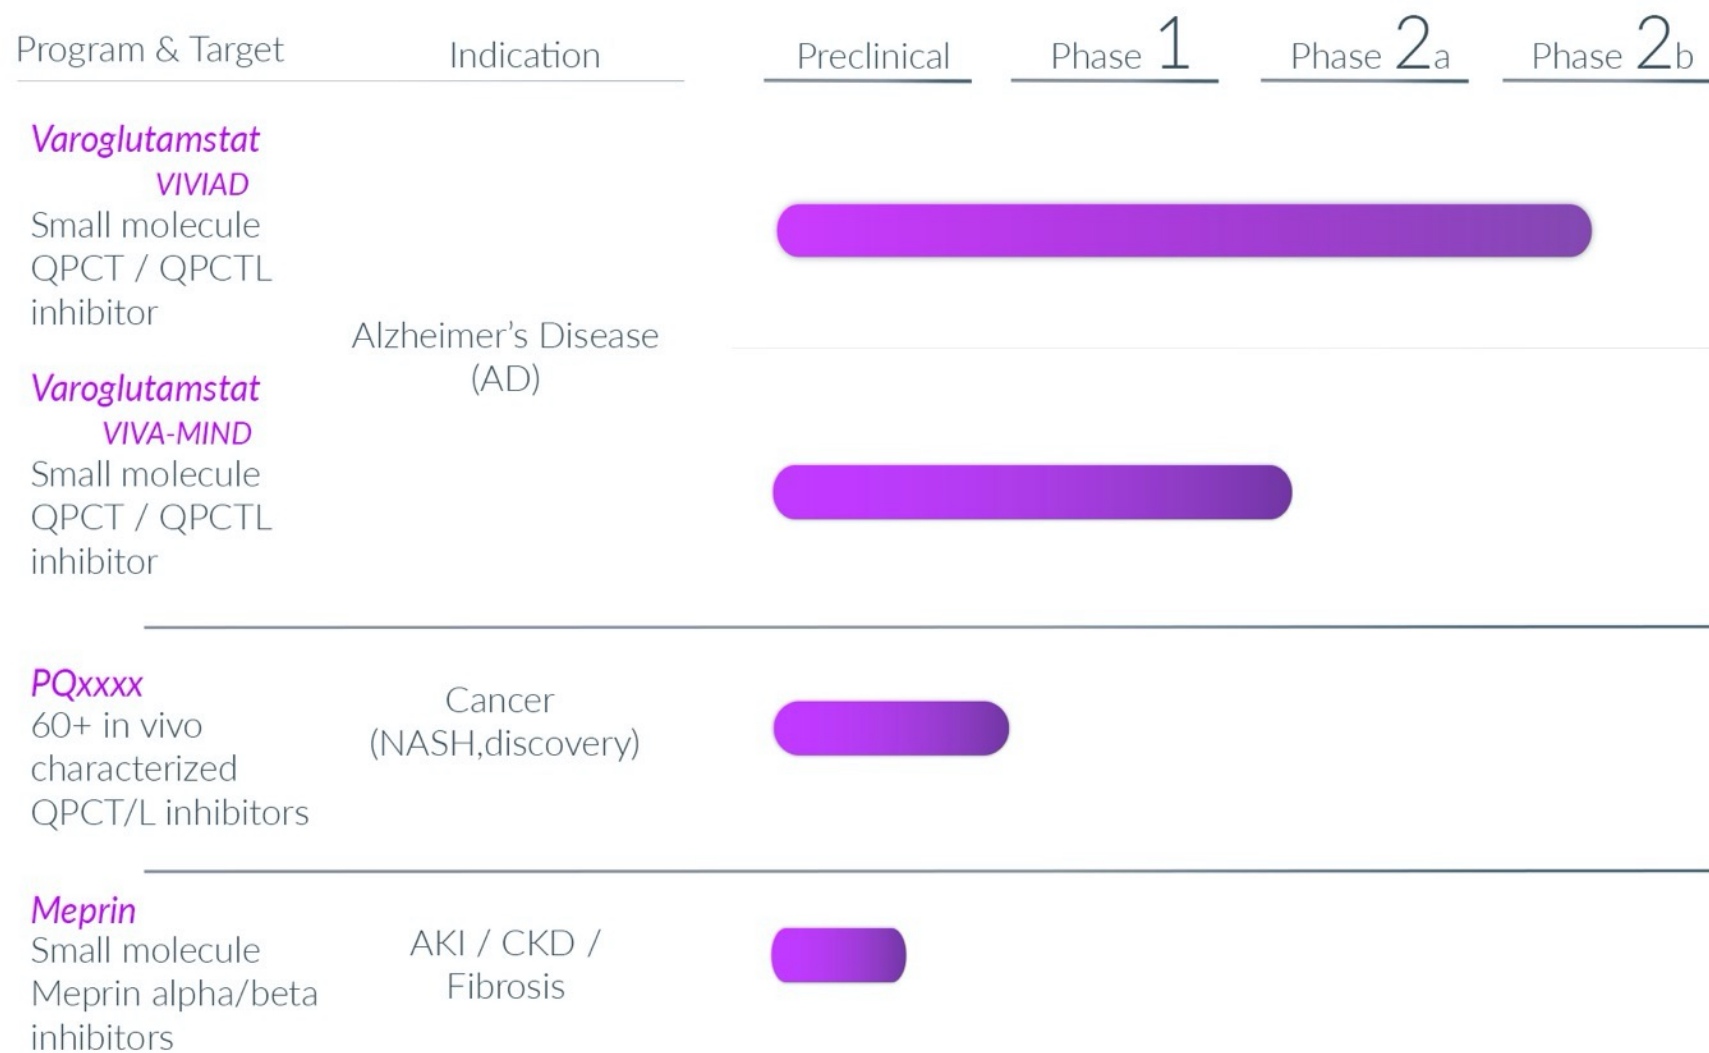 Program & Target
Indication
Preclinical
Phase 1
Phase 2a
Phase 2b
Varoglutamstat
VIVIAD
Small molecule
QPCT / QPCTL
inhibitor
Alzheimer's Disease
(AD)
Varoglutamstat
VIVA-MIND
Small molecule
QPCT / QPCTL
inhibitor
PQxxxx
60+ in vivo
characterized
QPCT/L inhibitors
Cancer
(NASH,discovery)
Meprin
Small molecule
Meprin alpha/beta
inhibitors
AKI / CKD /
Fibrosis